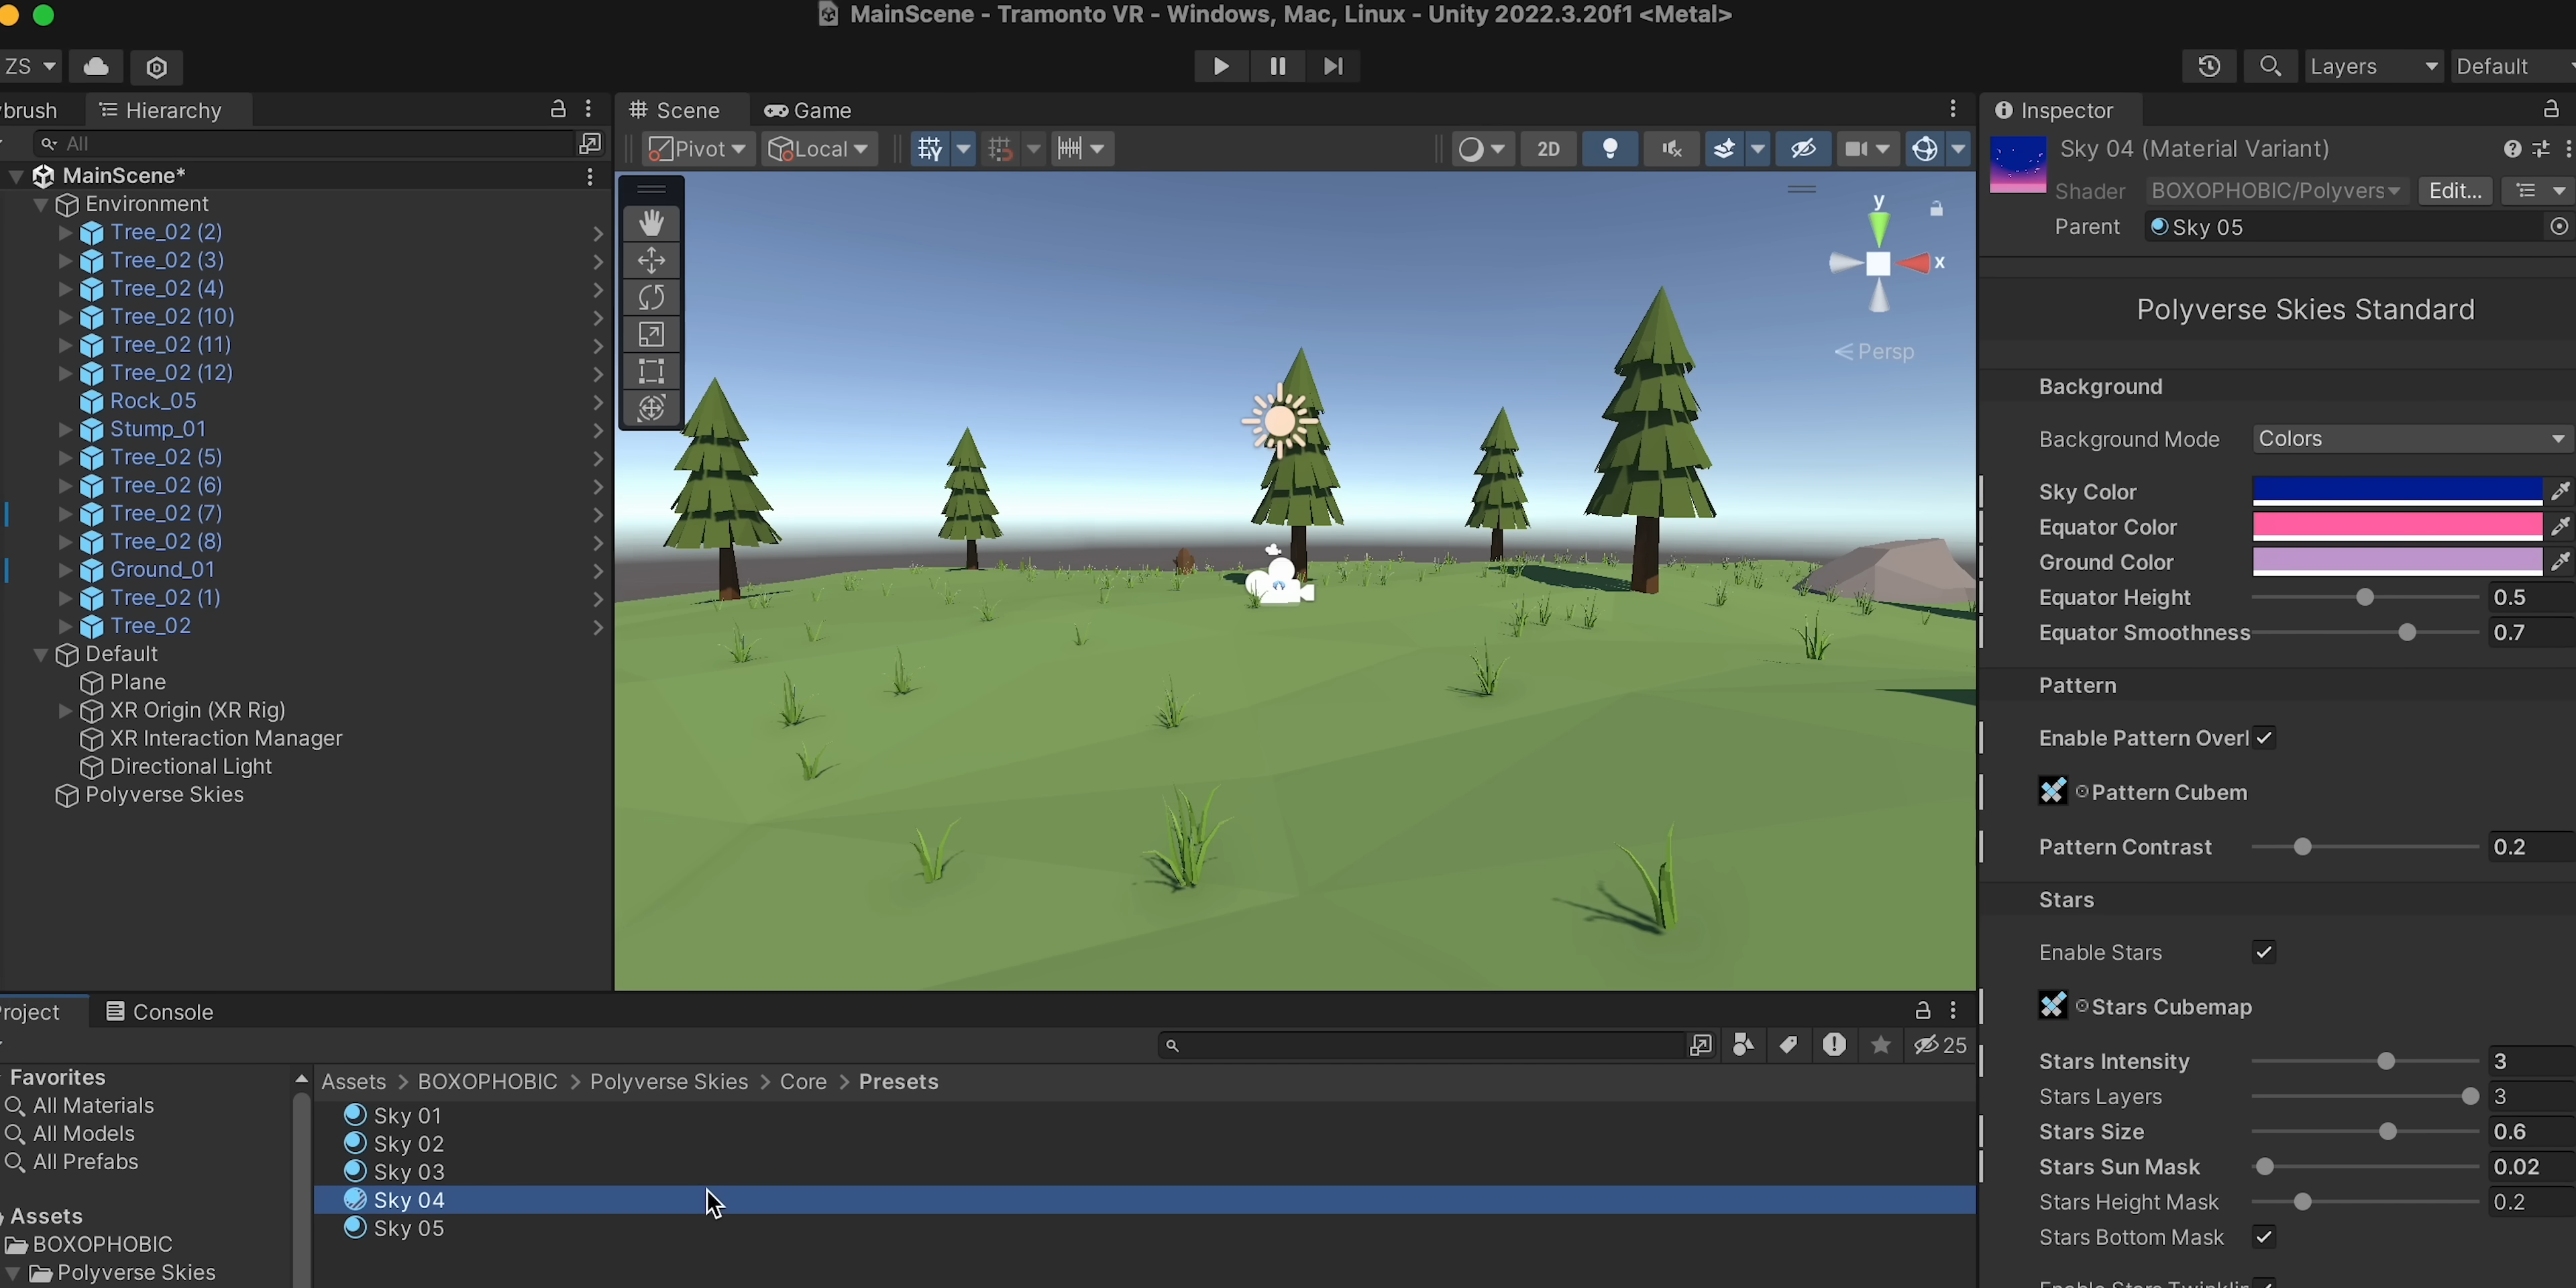 MainScene - Tramonto VR - Windows, Mac, Linux - Unity 2022.3.20f1 <Metal>
ZS
Layers
Default
brush
Hierarchy
Scene
Game
Inspector
All
Pivot
Local
2D
Sky 04 (Material Variant)
Shader
BOXOPHOBIC/Polyvers
Edit...
Parent
Sky 05
MainScene*
Environment
Tree_02 (2)
Tree_02 (3)
Tree_02 (4)
Tree_02 (10)
Tree_02 (11)
Tree_02 (12)
Rock_05
Stump_01
Tree_02 (5)
Tree_02 (6)
Tree_02 (7)
Tree_02 (8)
Ground_01
Tree_02 (1)
Tree_02
Default
Plane
XR Origin (XR Rig)
XR Interaction Manager
Directional Light
Polyverse Skies
y
x
Persp
Polyverse Skies Standard
Background
Background Mode
Colors
Sky Color
Equator Color
Ground Color
Equator Height
0.5
Equator Smoothness
0.7
Pattern
Enable Pattern Overl
Pattern Cubem
Pattern Contrast
0.2
Stars
Enable Stars
Stars Cubemap
Stars Intensity
3
Stars Layers
3
Stars Size
0.6
Stars Sun Mask
0.02
Stars Height Mask
0.2
Stars Bottom Mask
roject
Console
25
Favorites
All Materials
All Models
All Prefabs
Assets
BOXOPHOBIC
Polyverse Skies
Assets > BOXOPHOBIC > Polyverse Skies > Core > Presets
Sky 01
Sky 02
Sky 03
Sky 04
Sky 05